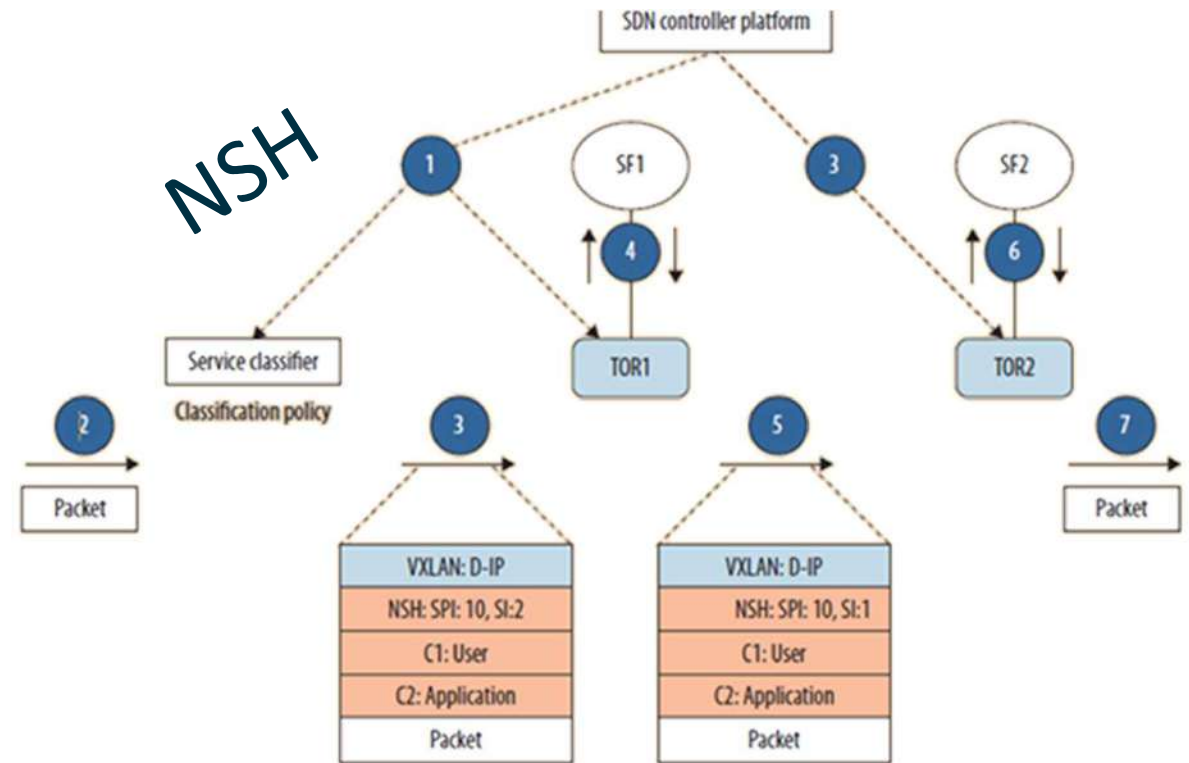 SDN controller platform
NSH
1
SF1
3
SF2
4
6
Service classifier
TOR1
TOR2
Classification policy
2
3
5
7
Packet
Packet
VXLAN: D-IP
VXLAN: D-IP
NSH: SPI: 10, SI:2
NSH: SPI: 10, SI:1
C1: User
C1: User
C2: Application
C2: Application
Packet
Packet